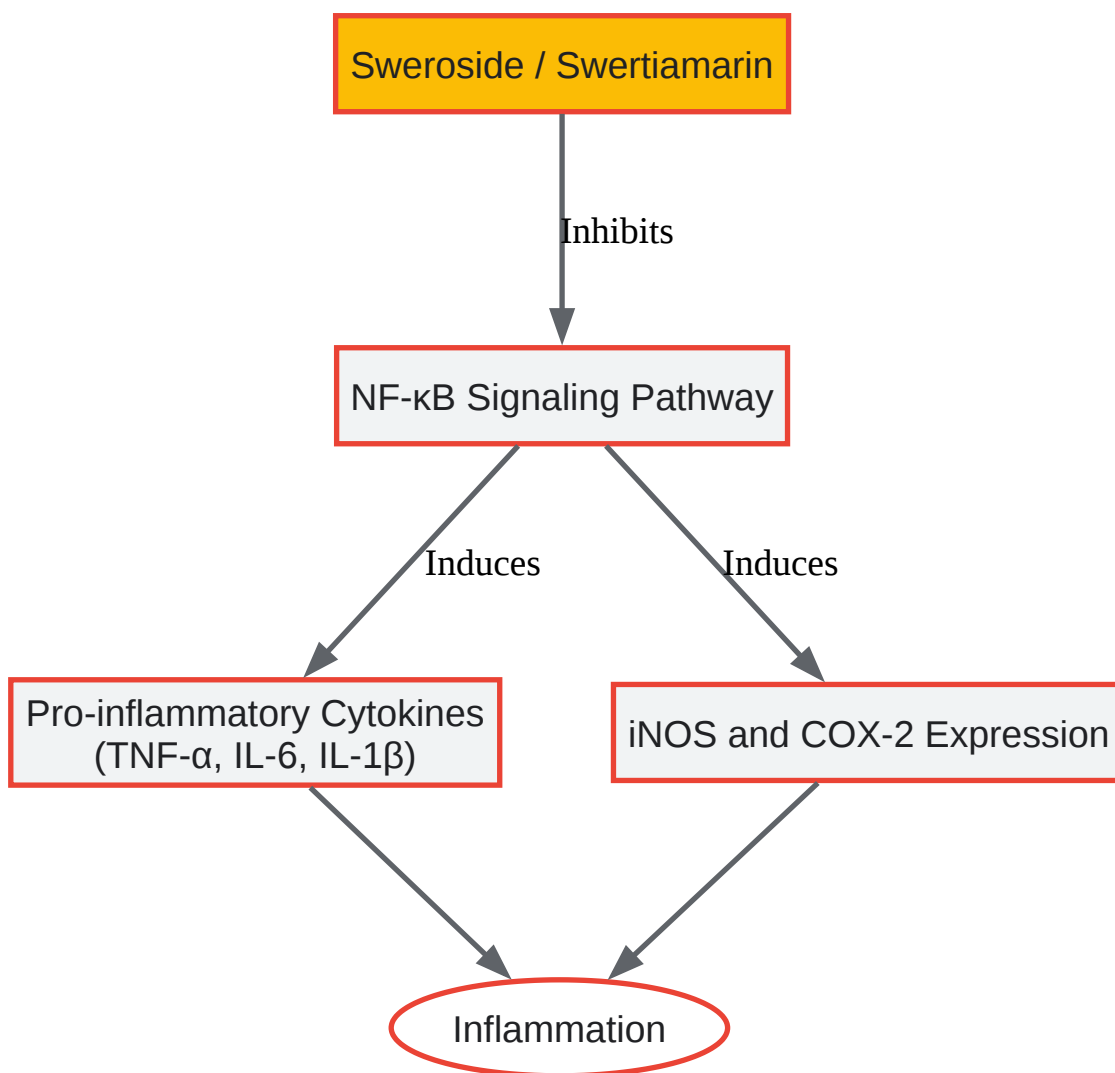 Sweroside / Swertiamarin
Inhibits
NF-κB Signaling Pathway
Induces
Induces
Pro-inflammatory Cytokines
(TNF-α, IL-6, IL-1β)
iNOS and COX-2 Expression
Inflammation